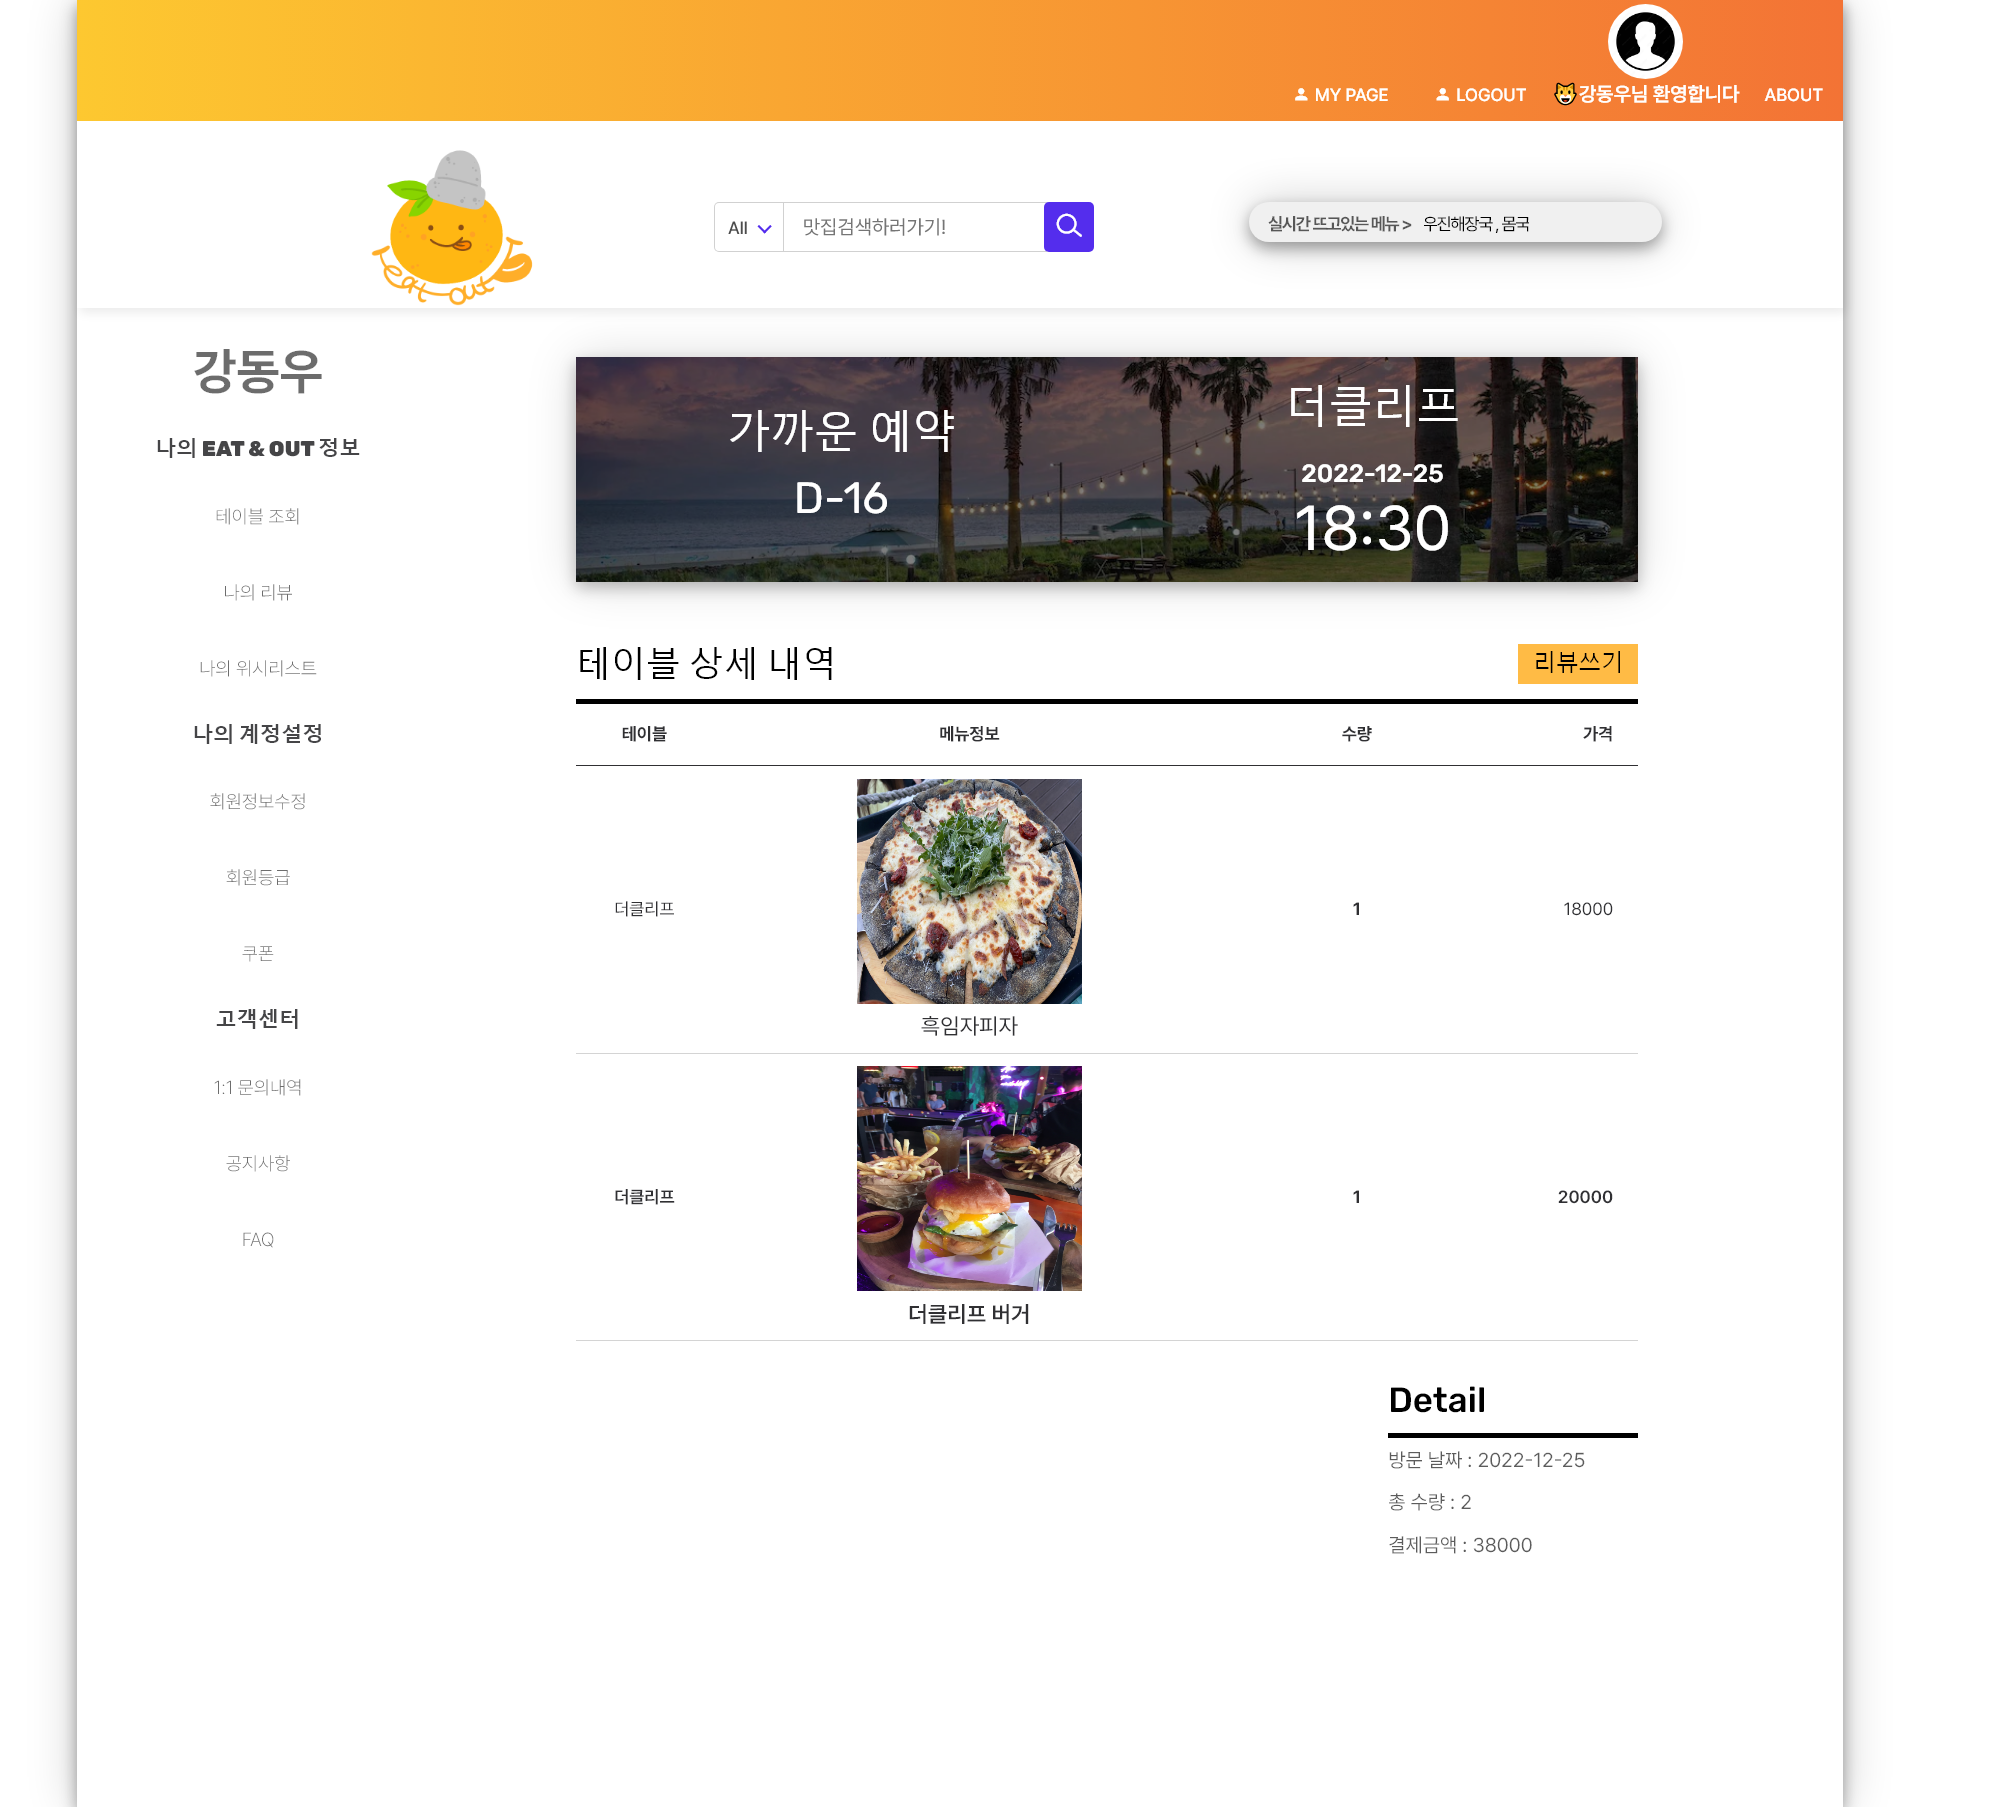 MY PAGE
LOGOUT
😺강동우님 환영합니다
ABOUT
eat out
All
맛집검색하러가기!
실시간 뜨고있는 메뉴 > 우진해장국 , 몸국
강동우
나의 EAT & OUT 정보
테이블 조회
나의 리뷰
나의 위시리스트
나의 계정설정
회원정보수정
회원등급
쿠폰
고객센터
1:1 문의내역
공지사항
FAQ
가까운 예약
D-16
더클리프
2022-12-25
18:30
테이블 상세 내역
리뷰쓰기
테이블 메뉴정보 수량 가격
더클리프 1 18000
흑임자피자
더클리프 1 20000
더클리프 버거
Detail
방문 날짜 : 2022-12-25
총 수량 : 2
결제금액 : 38000